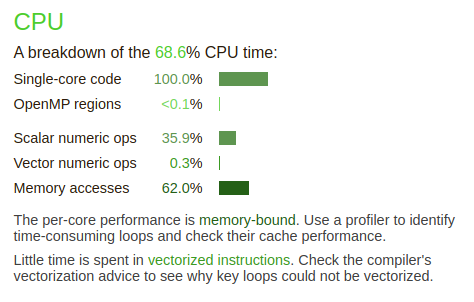 CPU
A breakdown of the 68.6% CPU time:
Single-core code 100.0%
OpenMP regions <0.1%
Scalar numeric ops 35.9%
Vector numeric ops 0.3%
Memory accesses 62.0%
The per-core performance is memory-bound. Use a profiler to identify
time-consuming loops and check their cache performance.
Little time is spent in vectorized instructions. Check the compiler's
vectorization advice to see why key loops could not be vectorized.